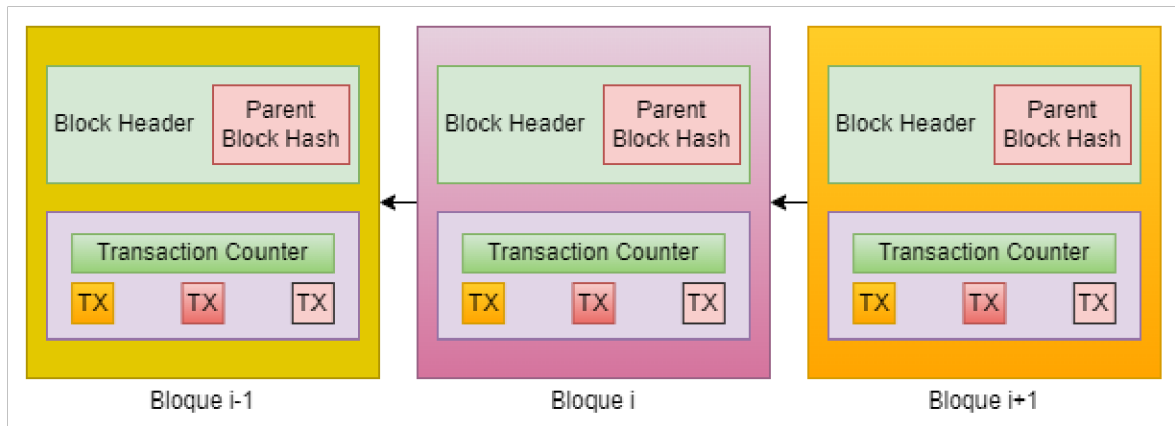 Block Header
Parent
Block Hash
Transaction Counter
TX TX TX
Bloque i-1
Block Header
Parent
Block Hash
Transaction Counter
TX TX TX
Bloque i
Block Header
Parent
Block Hash
Transaction Counter
TX TX TX
Bloque i+1